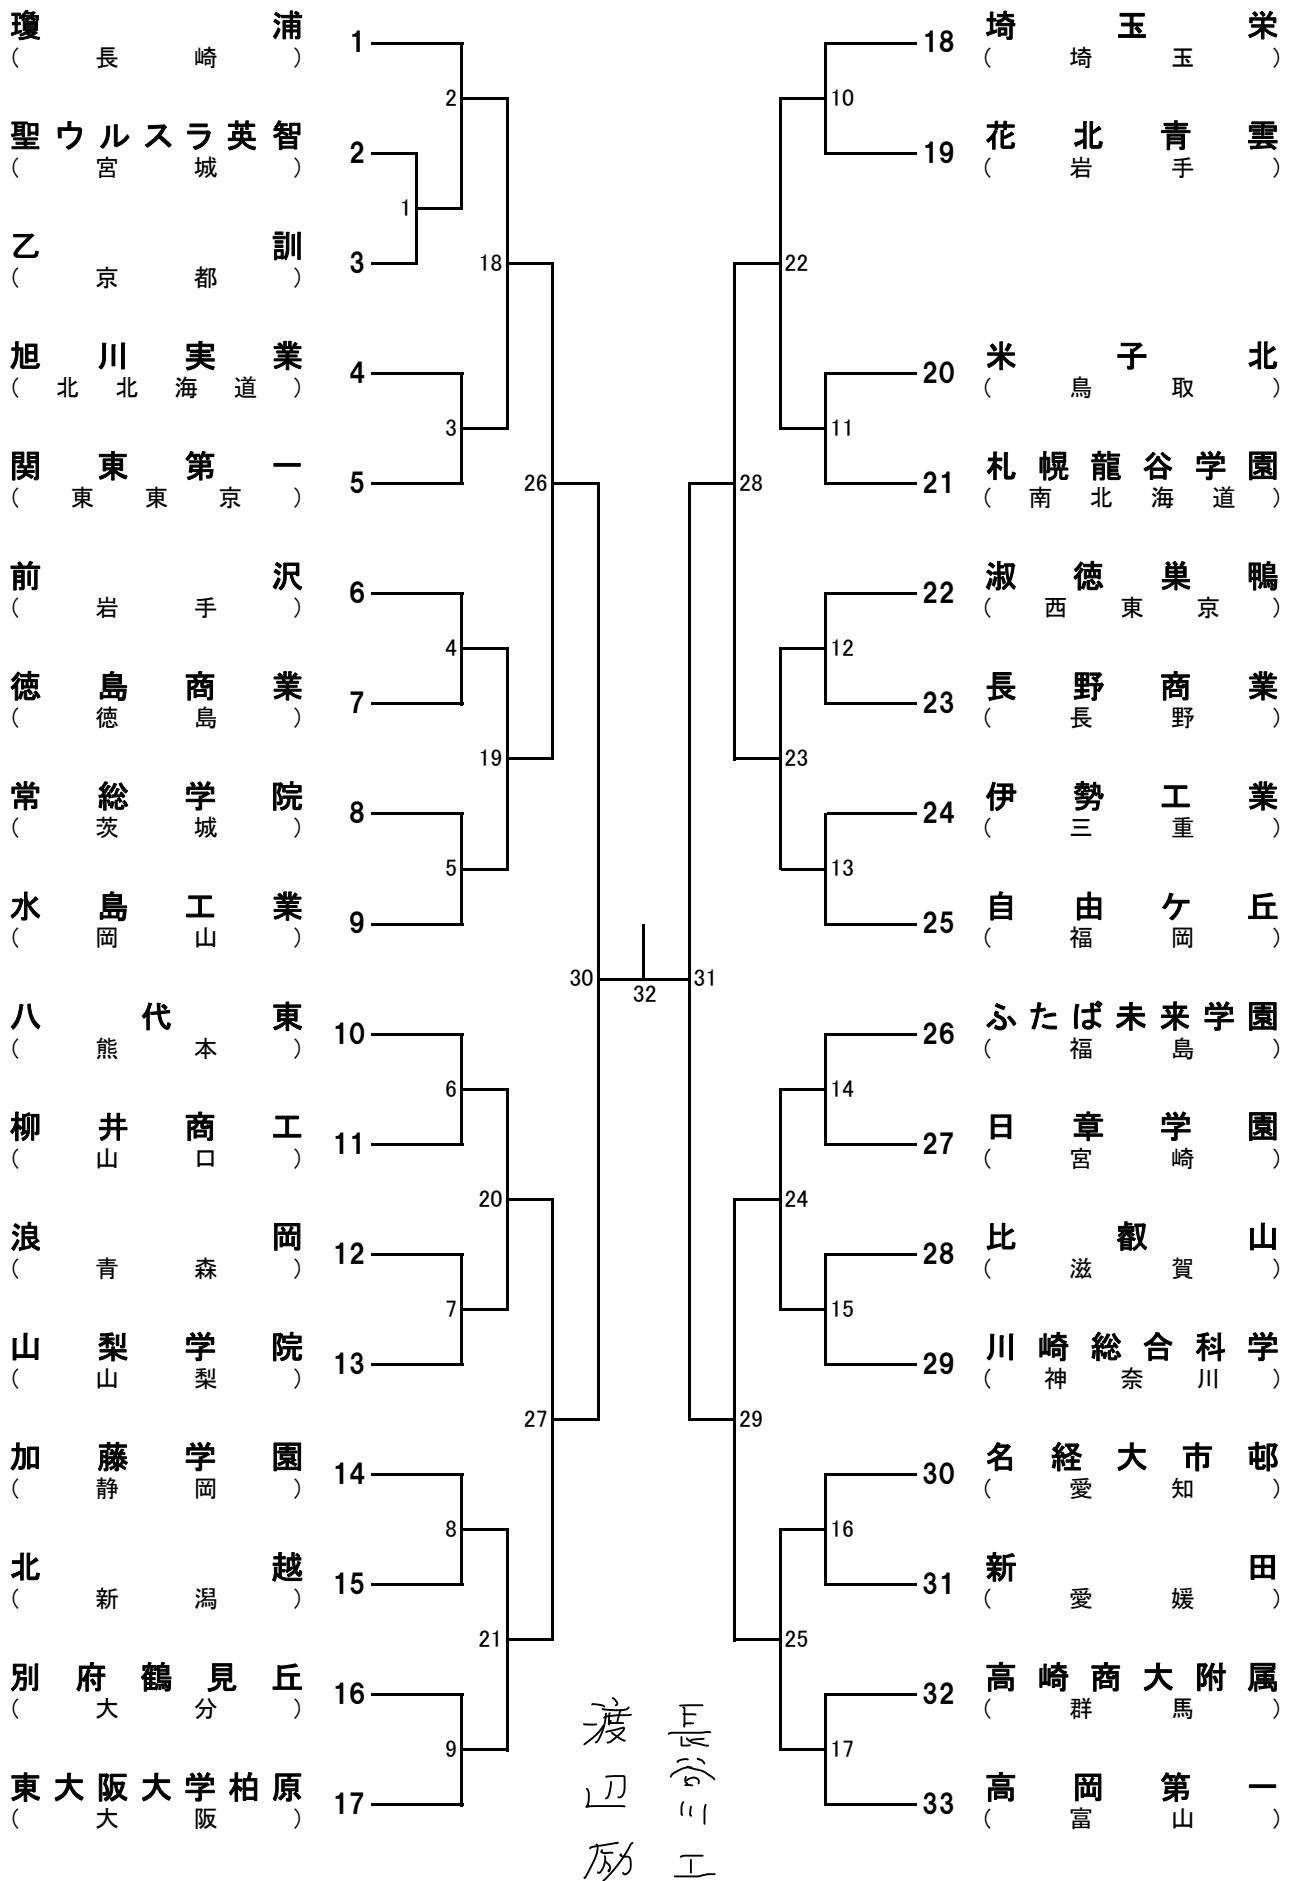 瓊浦
(長崎)
1
聖ウルスラ英智
(宮城)
2
乙訓
(京都)
3
旭川実業
(北北海道)
4
関東第一
(東東京)
5
前沢
(岩手)
6
徳島商業
(徳島)
7
常総学院
(茨城)
8
水島工業
(岡山)
9
八代東
(熊本)
10
柳井商工
(山口)
11
浪岡
(青森)
12
山梨学院
(山梨)
13
加藤学園
(静岡)
14
北越
(新潟)
15
別府鶴見丘
(大分)
16
東大阪大学柏原
(大阪)
17
2
1
18
3
26
4
19
5
30
6
20
7
27
8
21
9
32
10
22
11
28
12
23
13
31
14
24
15
29
16
25
17
18
埼玉栄
(埼玉)
19
花北青雲
(岩手)
20
米子北
(鳥取)
21
札幌龍谷学園
(南北海道)
22
淑徳巣鴨
(西東京)
23
長野商業
(長野)
24
伊勢工業
(三重)
25
自由ケ丘
(福岡)
26
ふたば未来学園
(福島)
27
日章学園
(宮崎)
28
比叡山
(滋賀)
29
川崎総合科学
(神奈川)
30
名経大市邨
(愛知)
31
新田
(愛媛)
32
高崎商大附属
(群馬)
33
高岡第一
(富山)
渡辺励